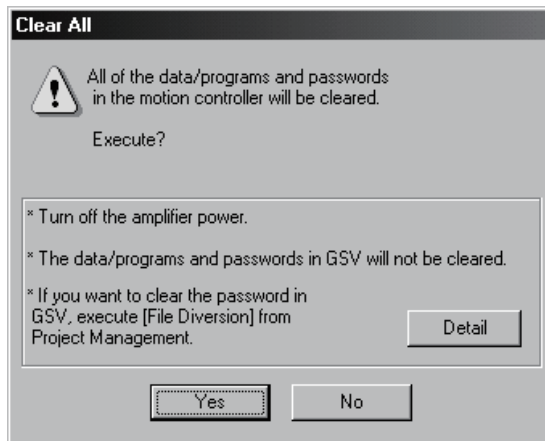 Clear All
All of the data/programs and passwords
in the motion controller will be cleared.
Execute?
* Turn off the amplifier power.
* The data/programs and passwords in GSV will not be cleared.
* If you want to clear the password in
GSV, execute [File Diversion] from
Project Management.
Detail
Yes
No